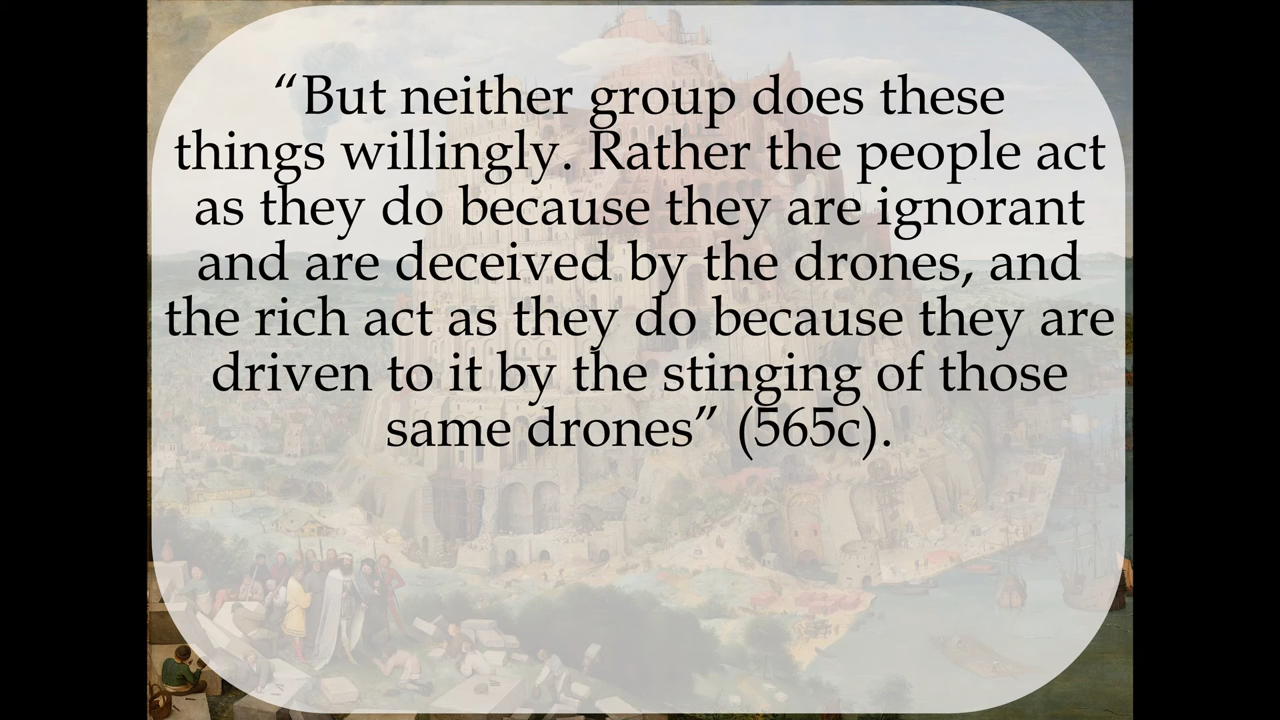 “But neither group does these
things willingly. Rather the people act
as they do because they are ignorant
and are deceived by the drones, and
the rich act as they do because they are
driven to it by the stinging of those
same drones” (565c).